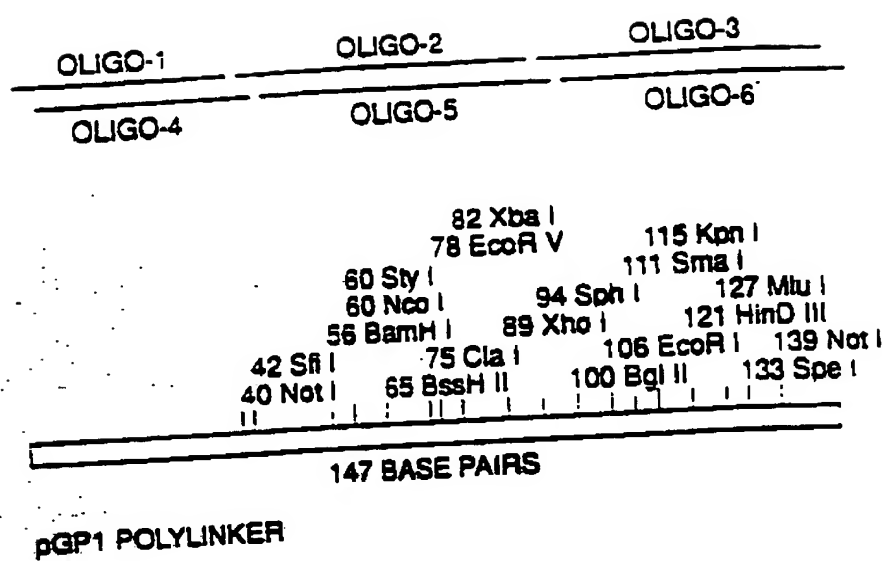 OLIGO-1 OLIGO-2 OLIGO-3
OLIGO-4 OLIGO-5 OLIGO-6
82 Xba I
78 EcoR V 115 Kpn I
60 Sty I 111 Sma I
60 Nco I 94 Sph I 127 Mlu I
56 BamH I 89 Xho I 121 HinD III
42 Sfi I 75 Cla I 106 EcoR I 139 Not I
40 Not I 65 BssH II 100 Bgl II 133 Spe I
147 BASE PAIRS
pGP1 POLYLINKER